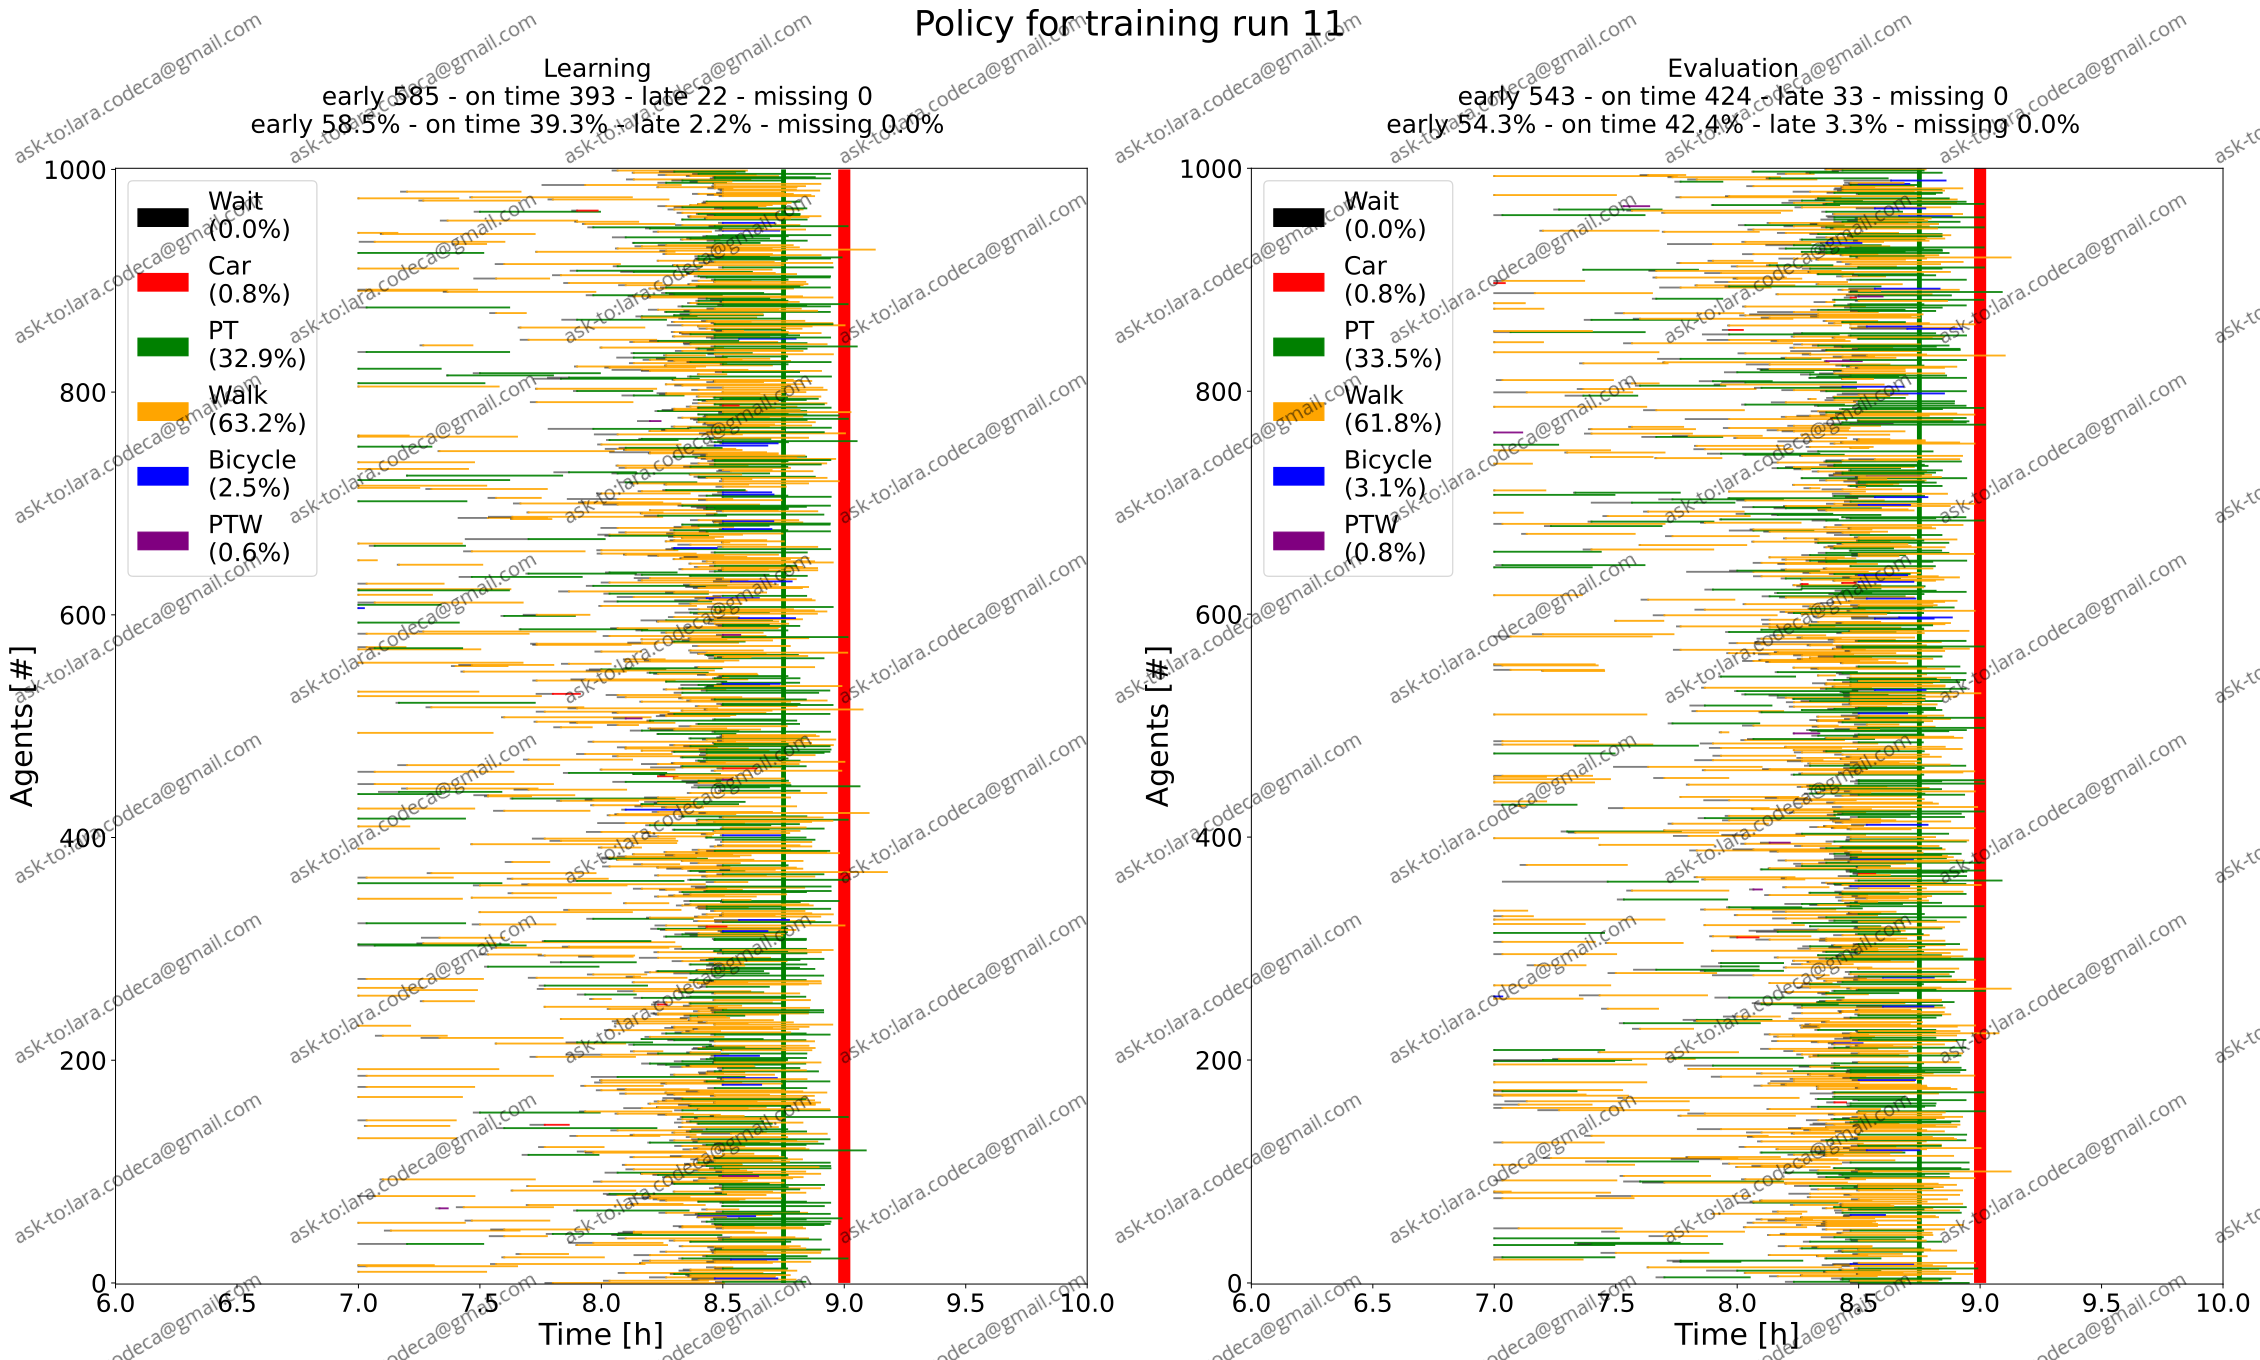 Policy for training run 11
Learning
early 585 - on time 393 - late 22 - missing 0
early 58.5% - on time 39.3% - late 2.2% - missing 0.0%
1000
800
600
400
200
0
Agents [#]
Wait
(0.0%)
Car
(0.8%)
PT
(32.9%)
Walk
(63.2%)
Bicycle
(2.5%)
PTW
(0.6%)
6.0 6.5 7.0 7.5 8.0 8.5 9.0 9.5 10.0
Time [h]
Evaluation
early 543 - on time 424 - late 33 - missing 0
early 54.3% - on time 42.4% - late 3.3% - missing 0.0%
1000
800
600
400
200
0
Agents [#]
Wait
(0.0%)
Car
(0.8%)
PT
(33.5%)
Walk
(61.8%)
Bicycle
(3.1%)
PTW
(0.8%)
6.0 6.5 7.0 7.5 8.0 8.5 9.0 9.5 10.0
Time [h]
ask-to:lara.codeca@gmail.com